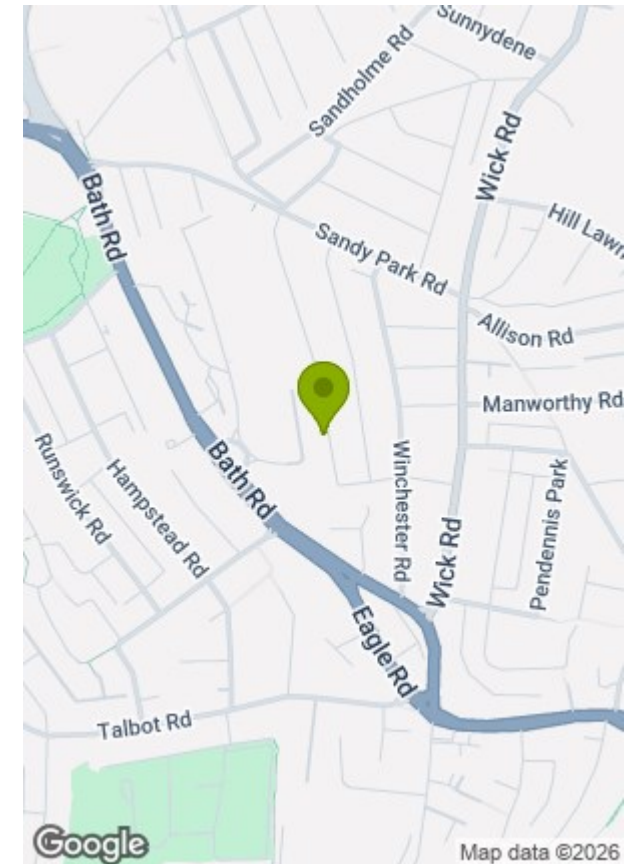 Sunnydene
Sandholme Rd
Wick Rd
Bath Rd
Hill Lawn
Sandy Park Rd
Allison Rd
Manworthy Rd
Runswick Rd
Hampstead Rd
Bath Rd
Winchester Rd
Pendennis Park
Wick Rd
Eagle Rd
Talbot Rd
Google
Map data ©2026